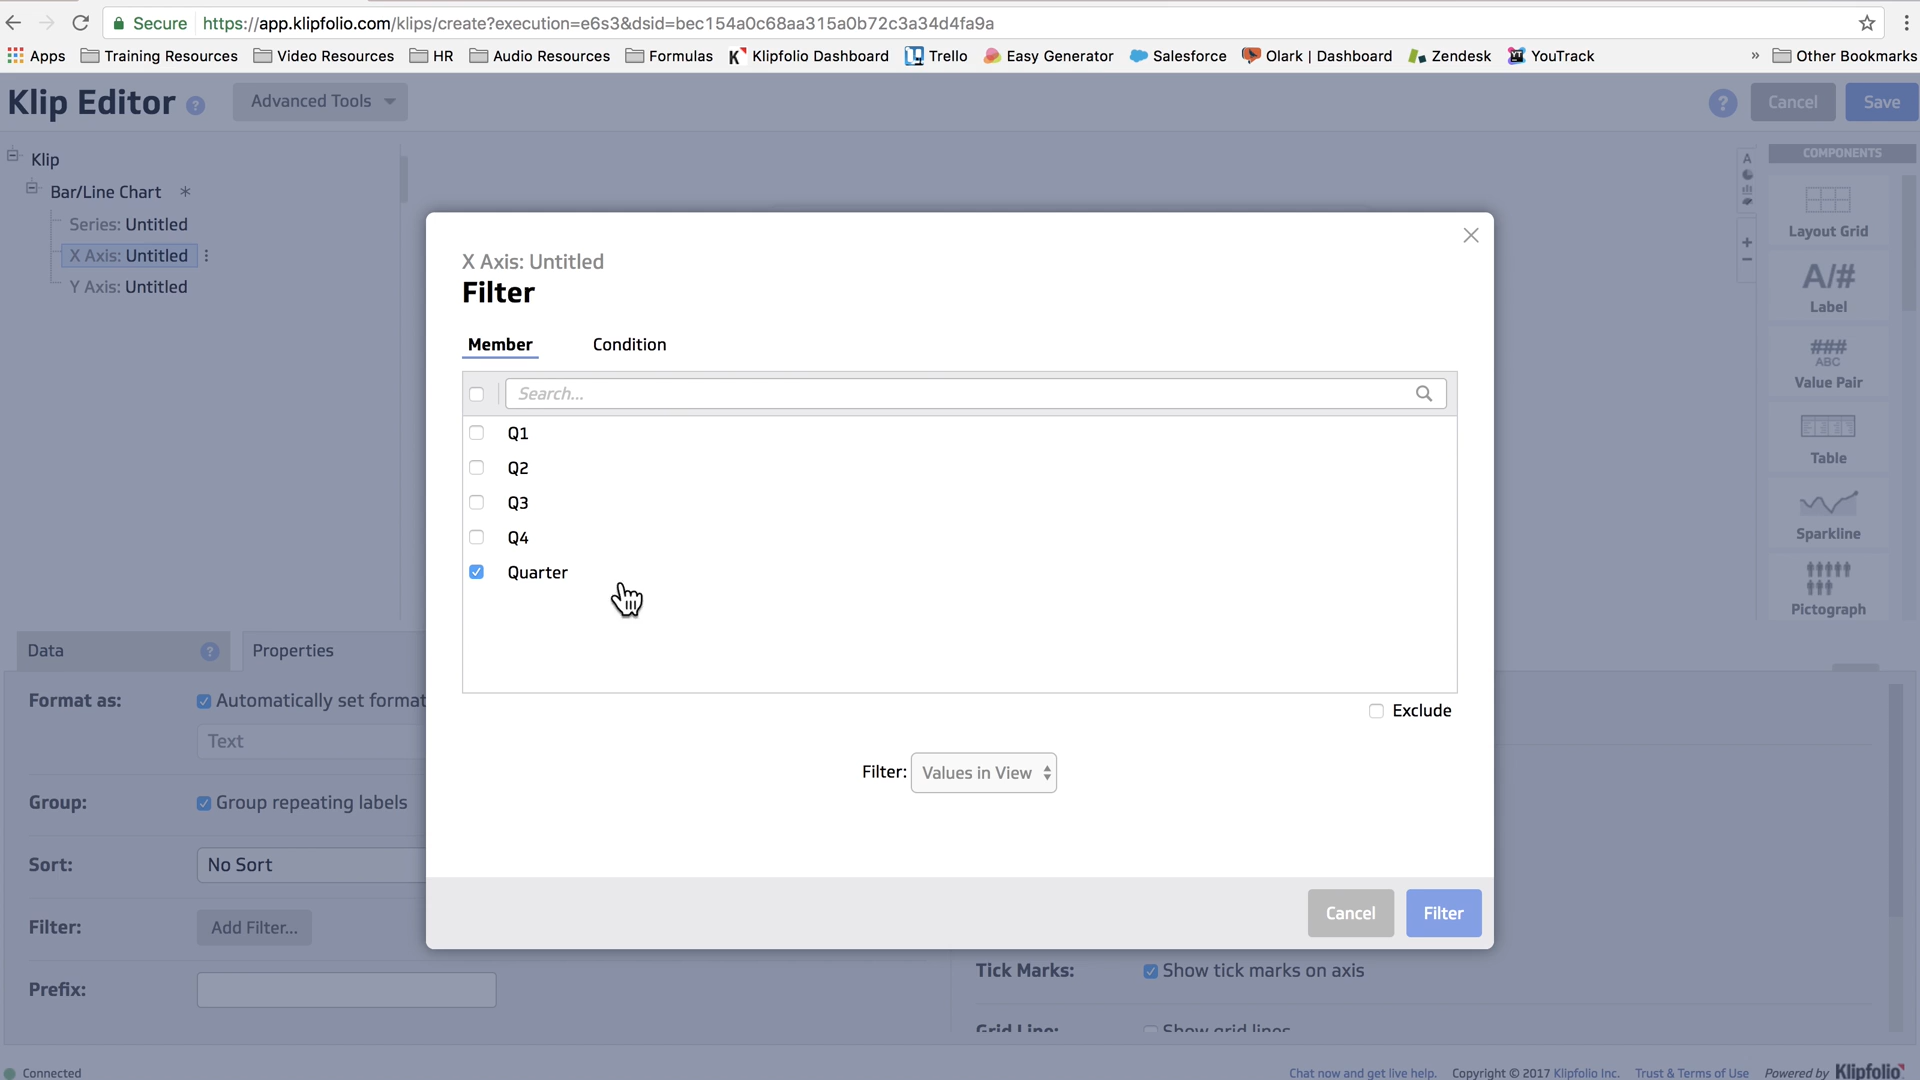 Secure https://app.klipfolio.com/klips/create?execution=e6s3&dsid=bec154a0c68aa315a0b72c3a34d4fa9a
Apps Training Resources Video Resources HR Audio Resources Formulas Klipfolio Dashboard Trello Easy Generator Salesforce Olark | Dashboard Zendesk YouTrack » Other Bookmarks
Klip Editor ? Advanced Tools ? Cancel Save
Klip
Bar/Line Chart *
Series: Untitled
X Axis: Untitled
Y Axis: Untitled
COMPONENTS
Layout Grid
A/#
Label
###
ABC
Value Pair
Table
Sparkline
Pictograph
X Axis: Untitled
Filter
Member Condition
Search...
Q1
Q2
Q3
Q4
Quarter
Exclude
Filter: Values in View
Cancel Filter
Data ? Properties
Format as: Automatically set format
Text
Group: Group repeating labels
Sort: No Sort
Filter: Add Filter...
Prefix:
Tick Marks: Show tick marks on axis
Grid Line: Show grid lines
Connected
Chat now and get live help. Copyright © 2017 Klipfolio Inc. Trust & Terms of Use Powered by Klipfolio